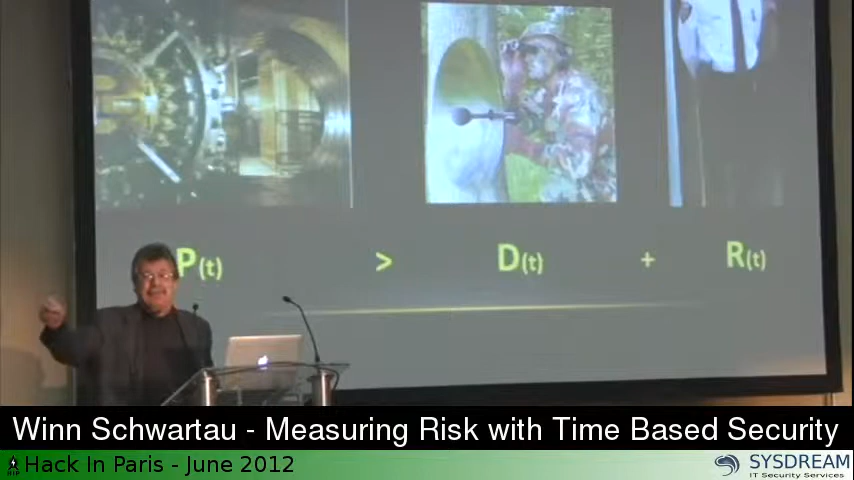 P(t) > D(t) + R(t)
Winn Schwartau - Measuring Risk with Time Based Security
Hack In Paris - June 2012
SYSDREAM
IT Security Services